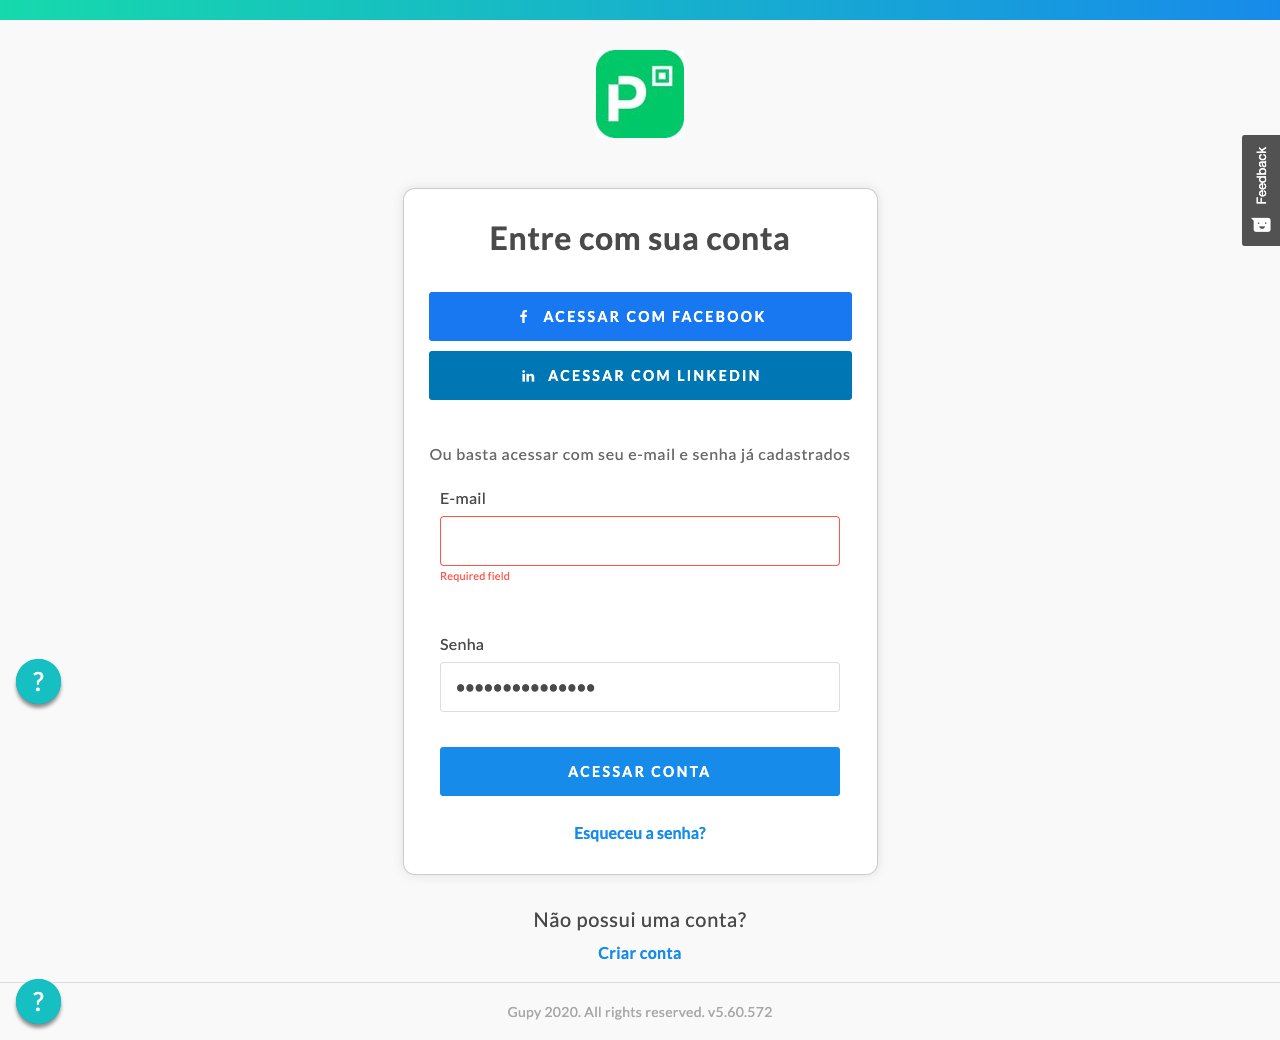 P
Feedback
Entre com sua conta
ACESSAR COM FACEBOOK
in ACESSAR COM LINKEDIN
Ou basta acessar com seu e-mail e senha já cadastrados
E-mail
Required field
Senha
?
ACESSAR CONTA
Esqueceu a senha?
Não possui uma conta?
Criar conta
?
Gupy 2020. All rights reserved. v5.60.572